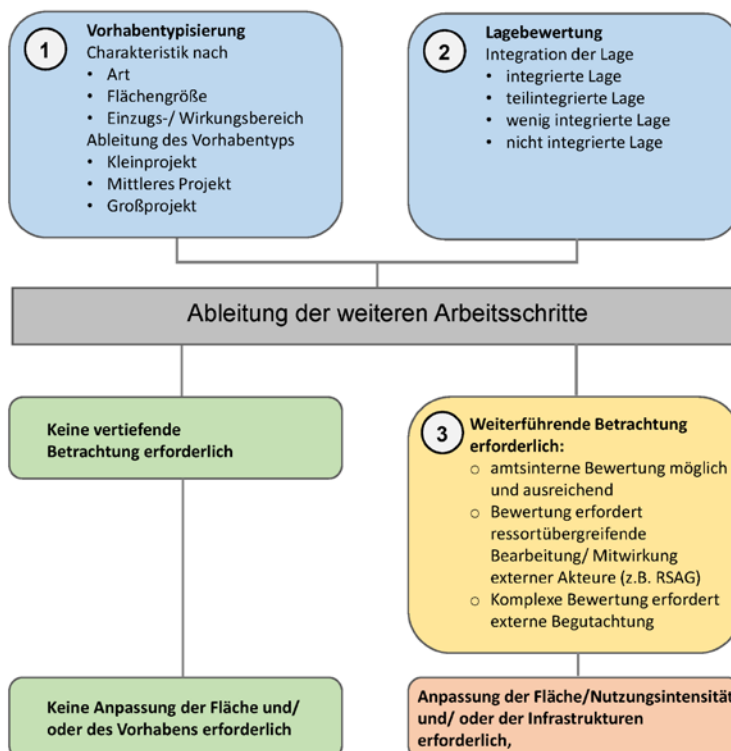 1
Vorhabentypisierung
Charakteristik nach
• Art
• Flächengröße
• Einzugs-/ Wirkungsbereich
Ableitung des Vorhabentyps
• Kleinprojekt
• Mittleres Projekt
• Großprojekt
2
Lagebewertung
Integration der Lage
• integrierte Lage
• teilintegrierte Lage
• wenig integrierte Lage
• nicht integrierte Lage
Ableitung der weiteren Arbeitsschritte
Keine vertiefende
Betrachtung erforderlich
3
Weiterführende Betrachtung
erforderlich:
○ amtsinterne Bewertung möglich
und ausreichend
○ Bewertung erfordert
ressortübergreifende
Bearbeitung/ Mitwirkung
externer Akteure (z.B. RSAG)
○ Komplexe Bewertung erfordert
externe Begutachtung
Keine Anpassung der Fläche und/
oder des Vorhabens erforderlich
Anpassung der Fläche/Nutzungsintensität
und/ oder der Infrastrukturen
erforderlich,